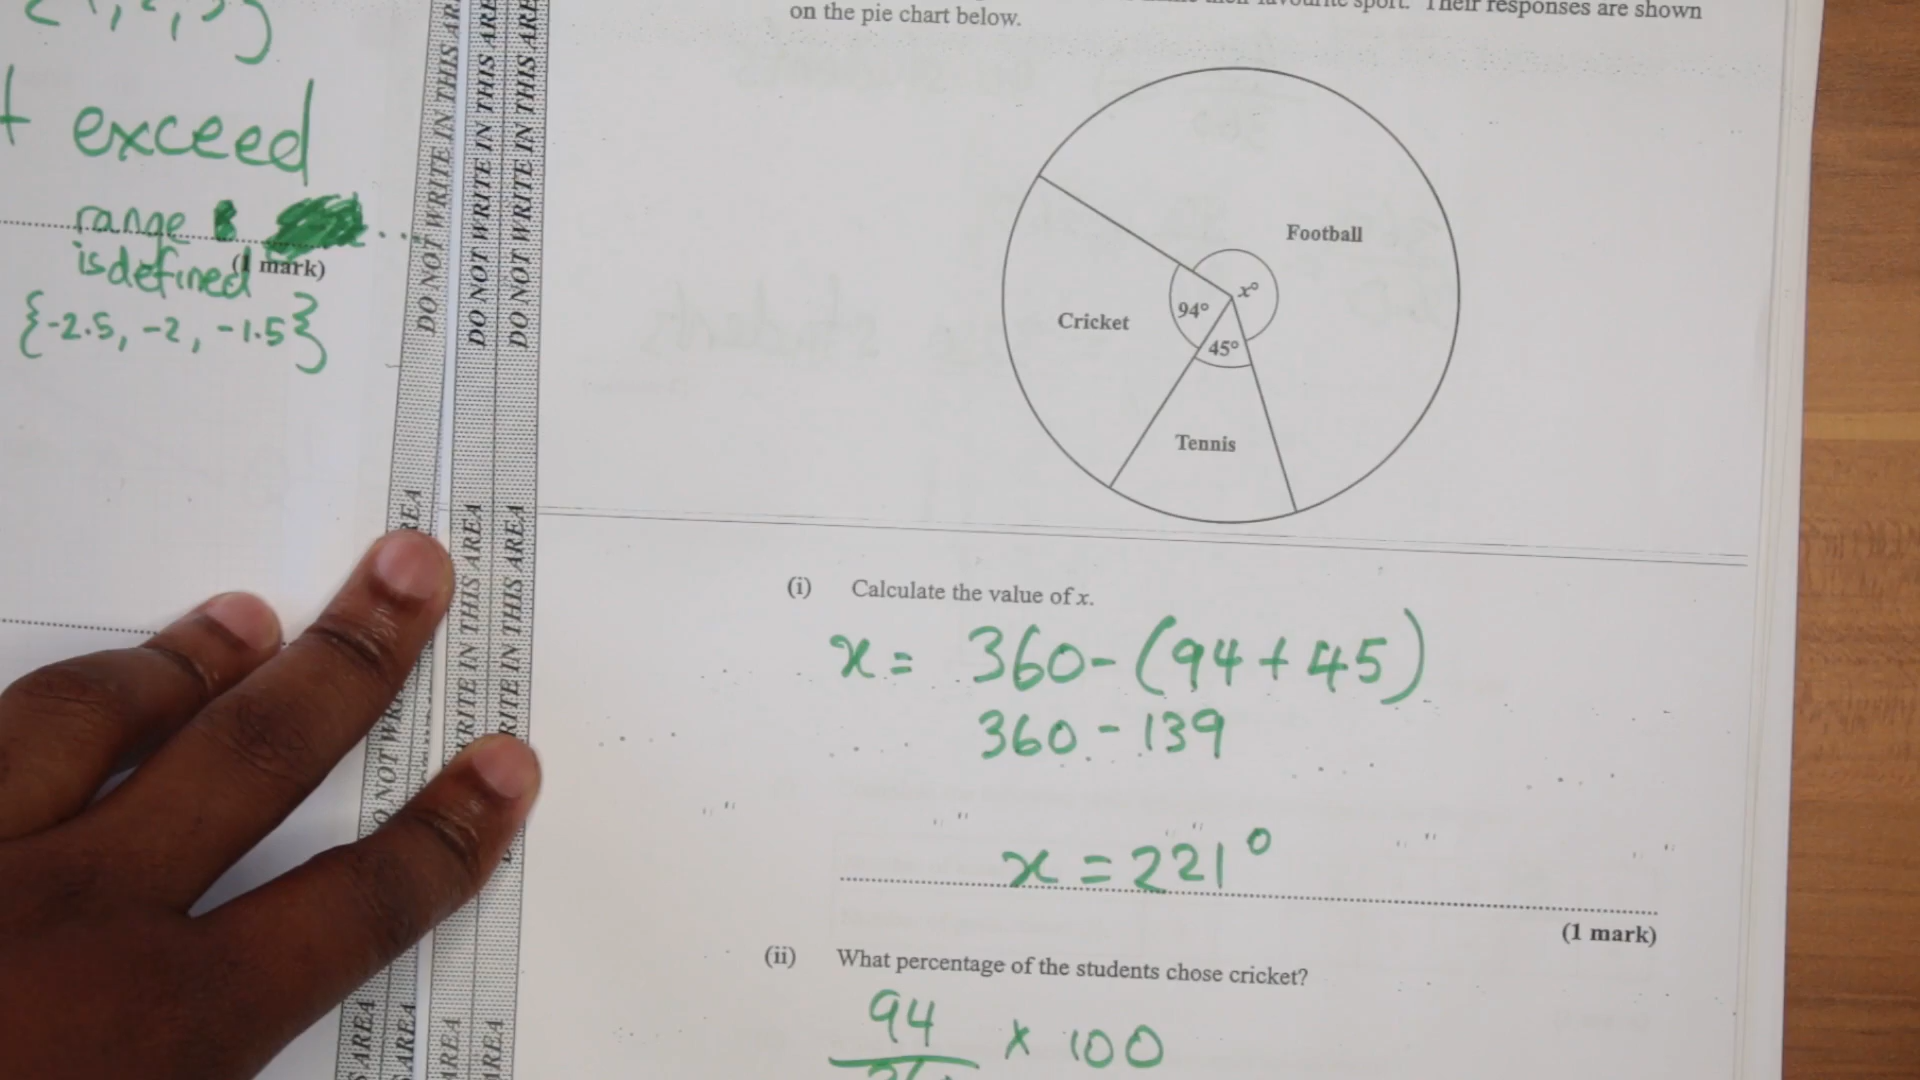 exceed
range
is defined
(1 mark)
{-2.5, -2, -1.5}
DO NOT WRITE IN THIS AREA
DO NOT WRITE IN THIS AREA
DO NOT WRITE IN THIS AREA
favourite sport. Their responses are shown
on the pie chart below.
Football
x°
94°
Cricket
45°
Tennis
(i) Calculate the value of x.
x = 360 - (94 + 45)
360 - 139
x = 221°
(1 mark)
(ii) What percentage of the students chose cricket?
94 x 100